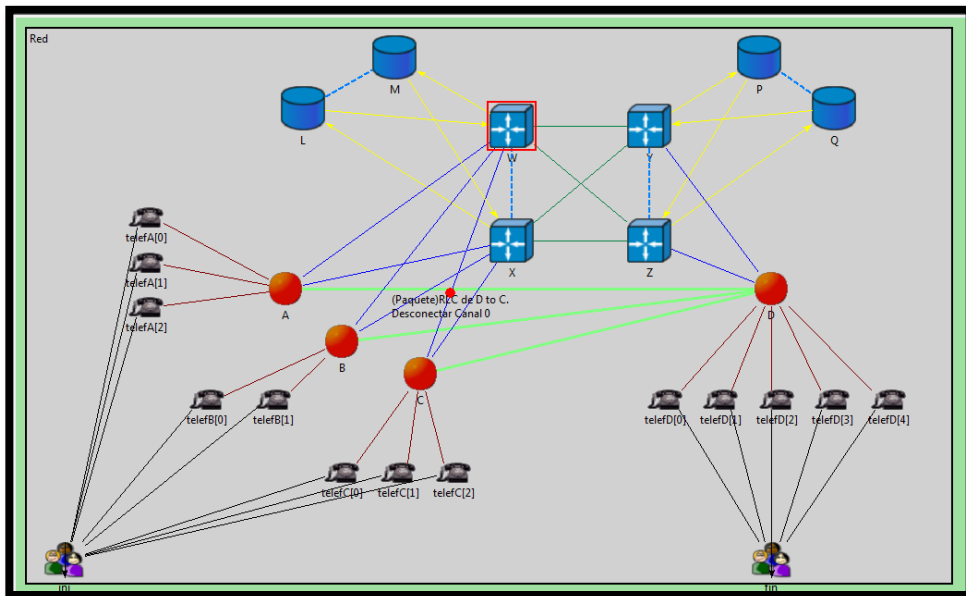 Red
M
P
L
Q
W
Y
X
Z
telefA[0]
telefA[1]
telefA[2]
A
(Paquete)RLC de D to C.
Desconectar Canal 0
D
B
C
telefB[0]
telefB[1]
telefD[0]
telefD[1]
telefD[2]
telefD[3]
telefD[4]
telefC[0]
telefC[1]
telefC[2]
ini
fin